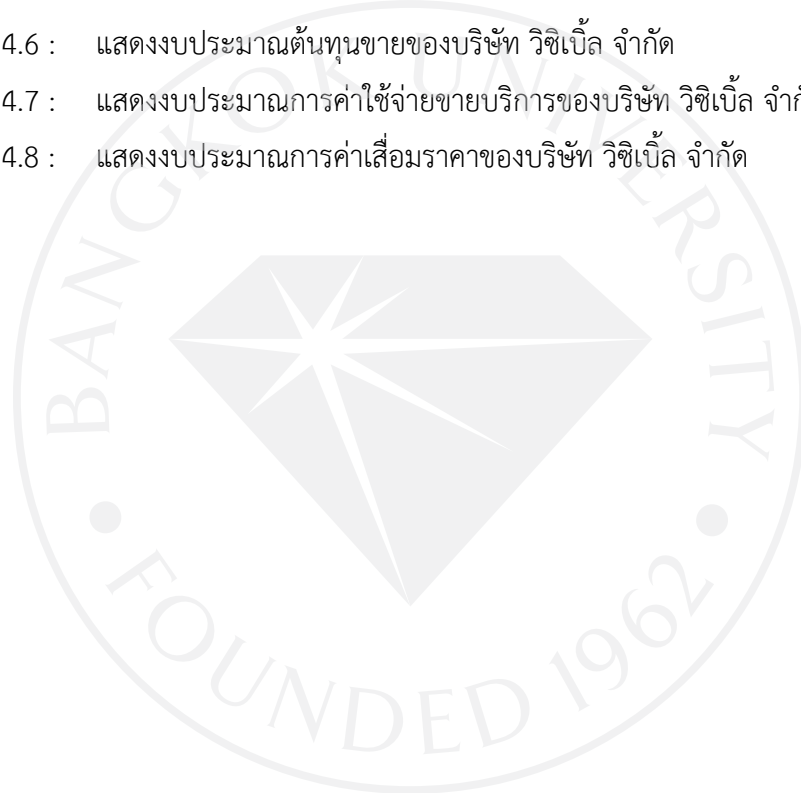 4.6 : แสดงงบประมาณต้นทุนขายของบริษัท วิซิเบิ้ล จำกัด
4.7 : แสดงงบประมาณการค่าใช้จ่ายขายบริการของบริษัท วิซิเบิ้ล
4.8 : แสดงงบประมาณการค่าเสื่อมราคาของบริษัท วิซิเบิ้ล จำกัด
BANGKOK UNIVERSITY
FOUNDED 1962